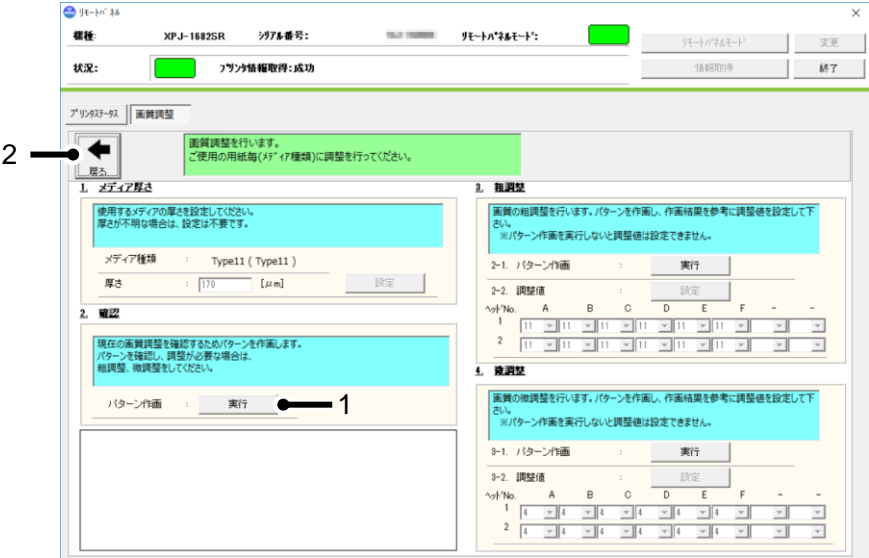 リモートパネル
機種: XPJ-1682SR シリアル番号: リモートパネルモード: リモートパネルモード 変更
状況: プリンタ情報取得:成功 情報取得 終了
プリンタステータス 画質調整
2
戻る
画質調整を行います。
ご使用の用紙毎(メディア種類)に調整を行ってください。
1. メディア厚さ
使用するメディアの厚さを設定してください。
厚さが不明な場合は、設定は不要です。
メディア種類 : Type11 ( Type11 )
厚さ : 170 [μm] 設定
2. 確認
現在の画質調整を確認するためパターンを作画します。
パターンを確認し、調整が必要な場合は、
粗調整、微調整をしてください。
パターン作画 : 実行 1
3. 粗調整
画質の粗調整を行います。パターンを作画し、作画結果を参考に調整値を設定して下
さい。
※パターン作画を実行しないと調整値は設定できません。
2-1. パターン作画 : 実行
2-2. 調整値 : 設定
ヘッドNo. A B C D E F - -
1 11 11 11 11 11 11
2 11 11 11 11 11 11
4. 微調整
画質の微調整を行います。パターンを作画し、作画結果を参考に調整値を設定して下
さい。
※パターン作画を実行しないと調整値は設定できません。
3-1. パターン作画 : 実行
3-2. 調整値 : 設定
ヘッドNo. A B C D E F - -
1 4 4 4 4 4 4
2 4 4 4 4 4 4